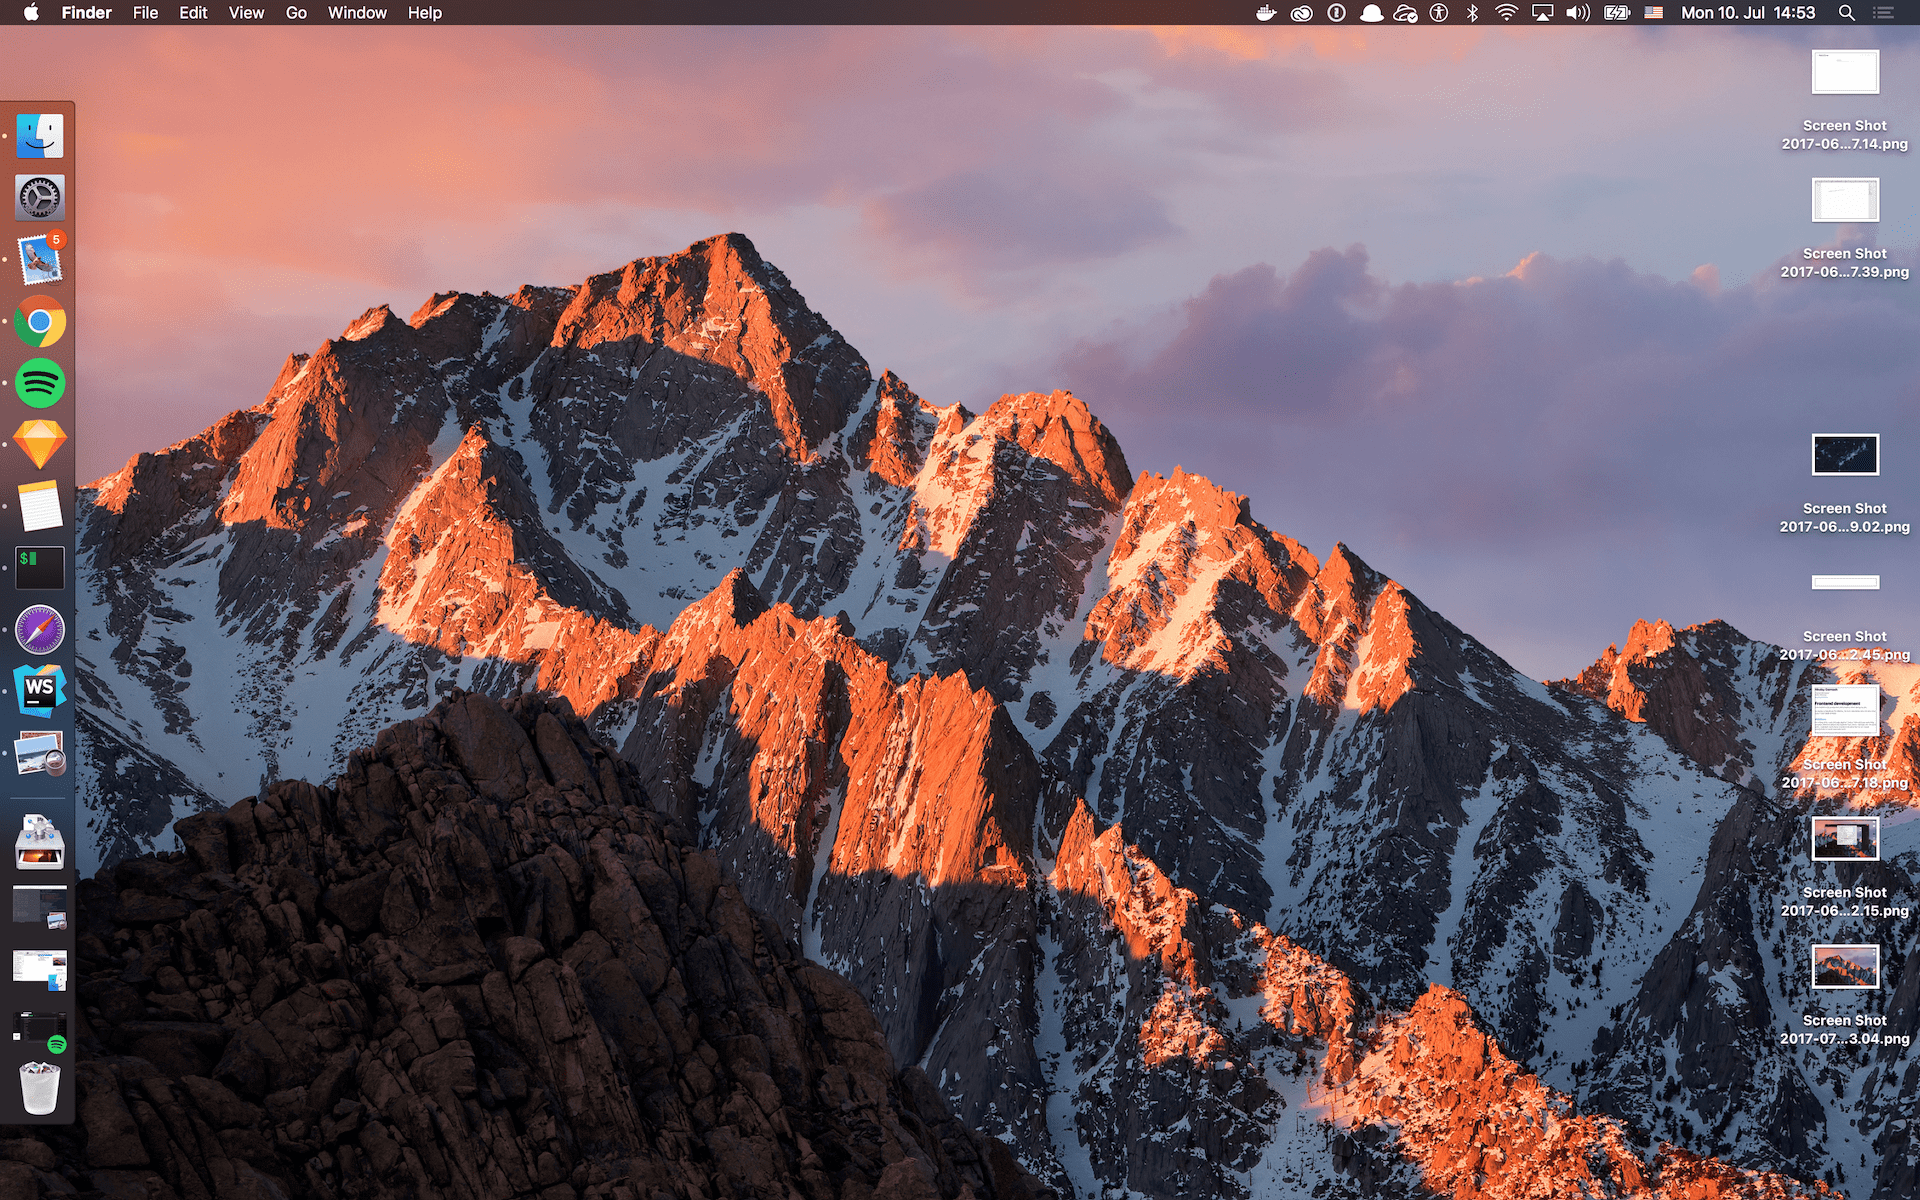 Finder File Edit View Go Window Help Mon 10. Jul 14:53
5
$
WS
Screen Shot
2017-06...7.14.png
Screen Shot
2017-06...7.39.png
Screen Shot
2017-06...9.02.png
Screen Shot
2017-06...2.45.png
Frontend development
Screen Shot
2017-06...7.18.png
Screen Shot
2017-06...2.15.png
Screen Shot
2017-07...3.04.png